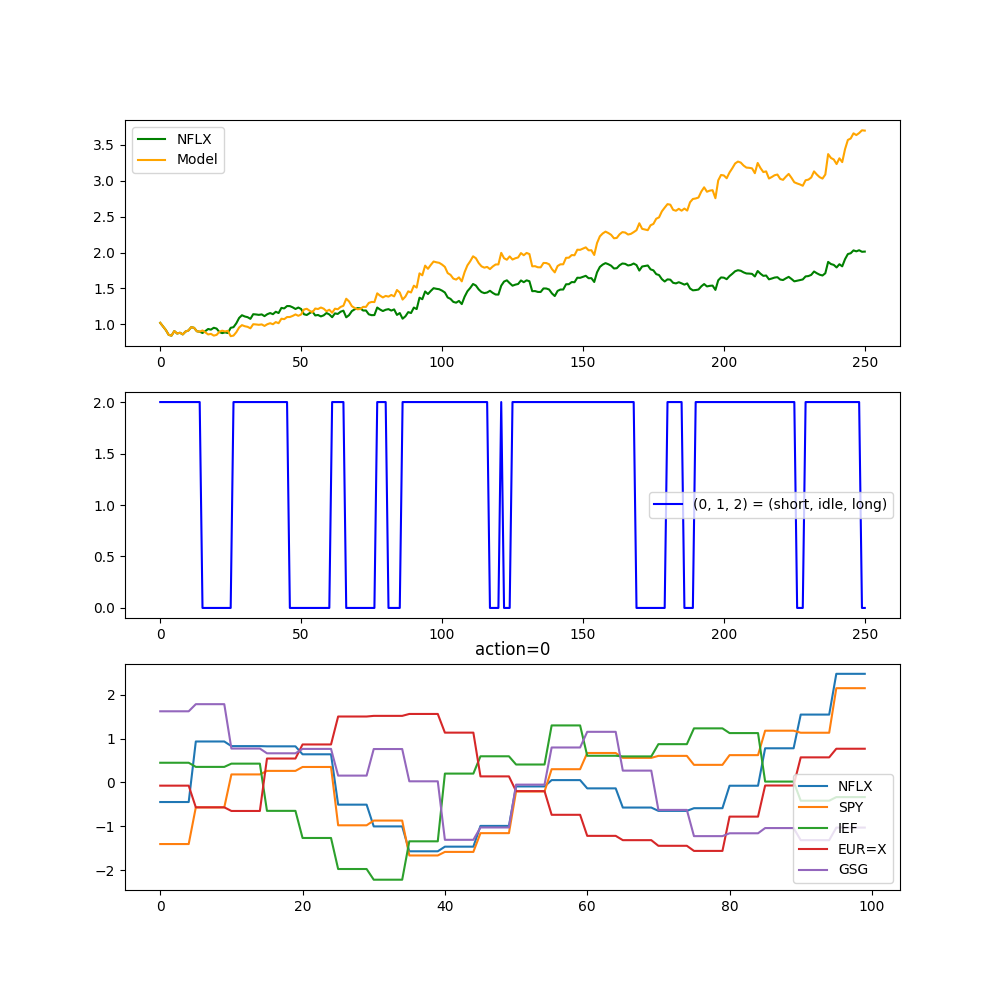 3.5
3.0
2.5
2.0
1.5
1.0
NFLX
Model
0 50 100 150 200 250
2.0
1.5
1.0
0.5
0.0
(0, 1, 2) = (short, idle, long)
0 50 100 150 200 250
action=0
2
1
0
−1
−2
NFLX
SPY
IEF
EUR=X
GSG
0 20 40 60 80 100